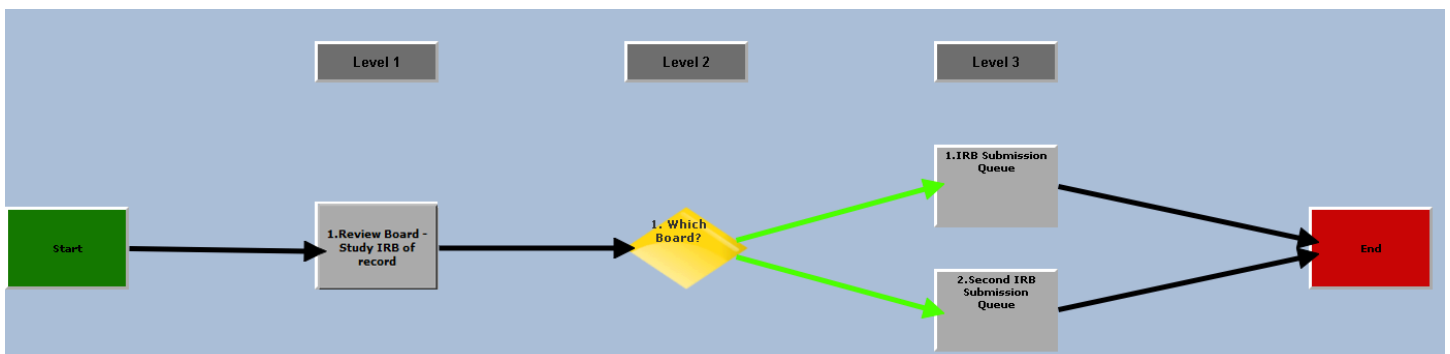 Level 1
Level 2
Level 3
Start
1.Review Board -
Study IRB of
record
1. Which
Board?
1.IRB Submission
Queue
2.Second IRB
Submission
Queue
End